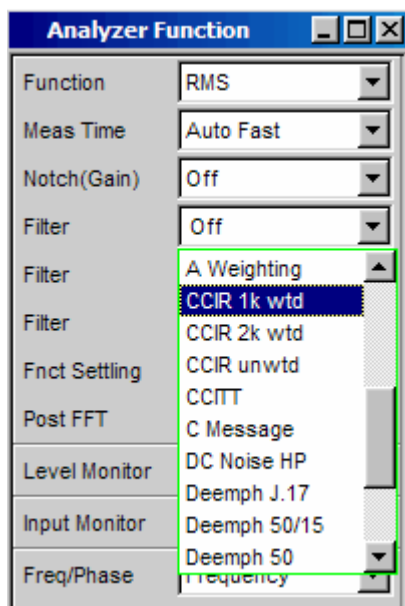 Analyzer Function
Function RMS
Meas Time Auto Fast
Notch(Gain) Off
Filter Off
Filter A Weighting
CCIR 1k wtd
Filter CCIR 2k wtd
CCIR unwtd
Fnct Settling CCITT
Post FFT C Message
Level Monitor DC Noise HP
Deemph J.17
Input Monitor Deemph 50/15
Deemph 50
Freq/Phase Frequency